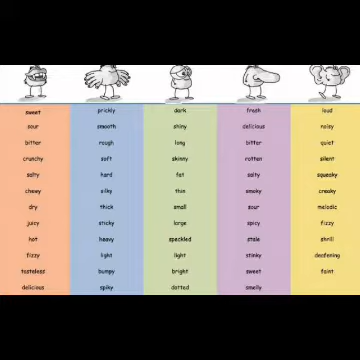 sweet prickly dark fresh loud
sour smooth shiny delicious noisy
bitter rough long bitter quiet
crunchy soft skinny rotten silent
salty hard fat salty squeaky
chewy silky thin smoky creaky
dry thick small sour melodic
juicy sticky large spicy fizzy
hot heavy speckled stale shrill
fizzy light light stinky deafening
tasteless bumpy bright sweet faint
delicious spiky dotted smelly